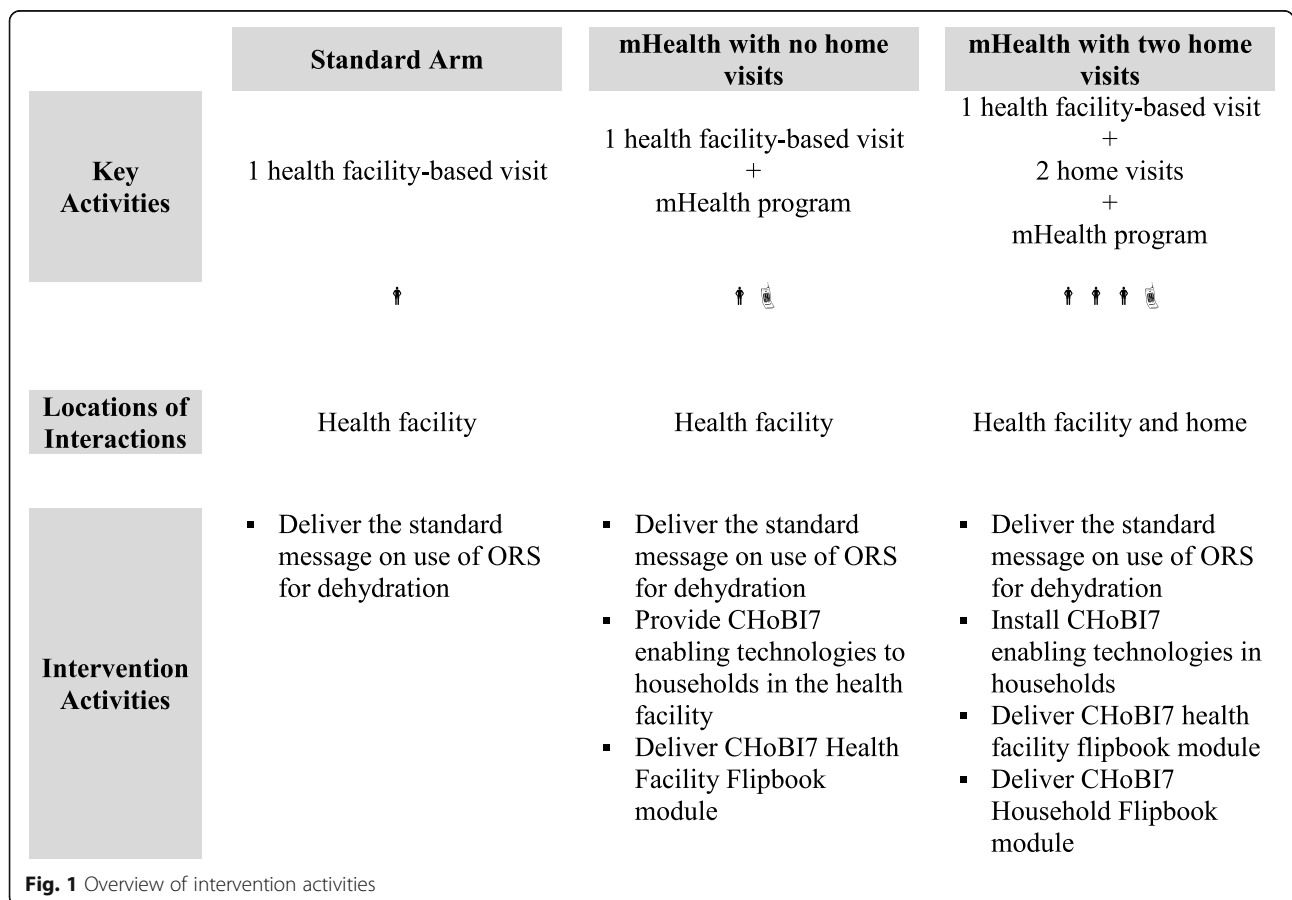 Standard Arm
mHealth with no home
visits
mHealth with two home
visits
Key
Activities
1 health facility-based visit
1 health facility-based visit
+
mHealth program
1 health facility-based visit
+
2 home visits
+
mHealth program
Locations of
Interactions
Health facility
Health facility
Health facility and home
Intervention
Activities
▪ Deliver the standard
message on use of ORS
for dehydration
▪ Deliver the standard
message on use of ORS
for dehydration
▪ Provide CHoBI7
enabling technologies to
households in the health
facility
▪ Deliver CHoBI7 Health
Facility Flipbook
module
▪ Deliver the standard
message on use of ORS
for dehydration
▪ Install CHoBI7
enabling technologies in
households
▪ Deliver CHoBI7 health
facility flipbook module
▪ Deliver CHoBI7
Household Flipbook
module
Fig. 1 Overview of intervention activities